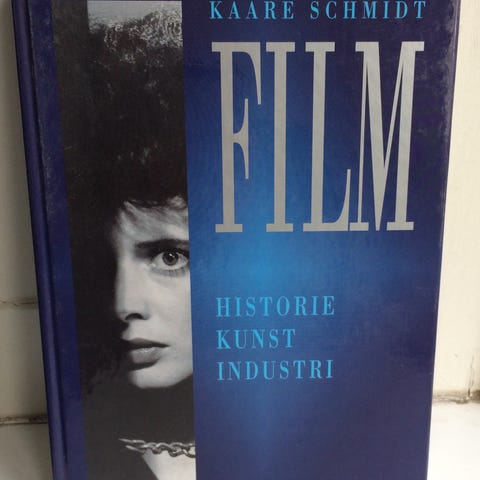 KAARE SCHMIDT
FILM
HISTORIE
KUNST
INDUSTRI